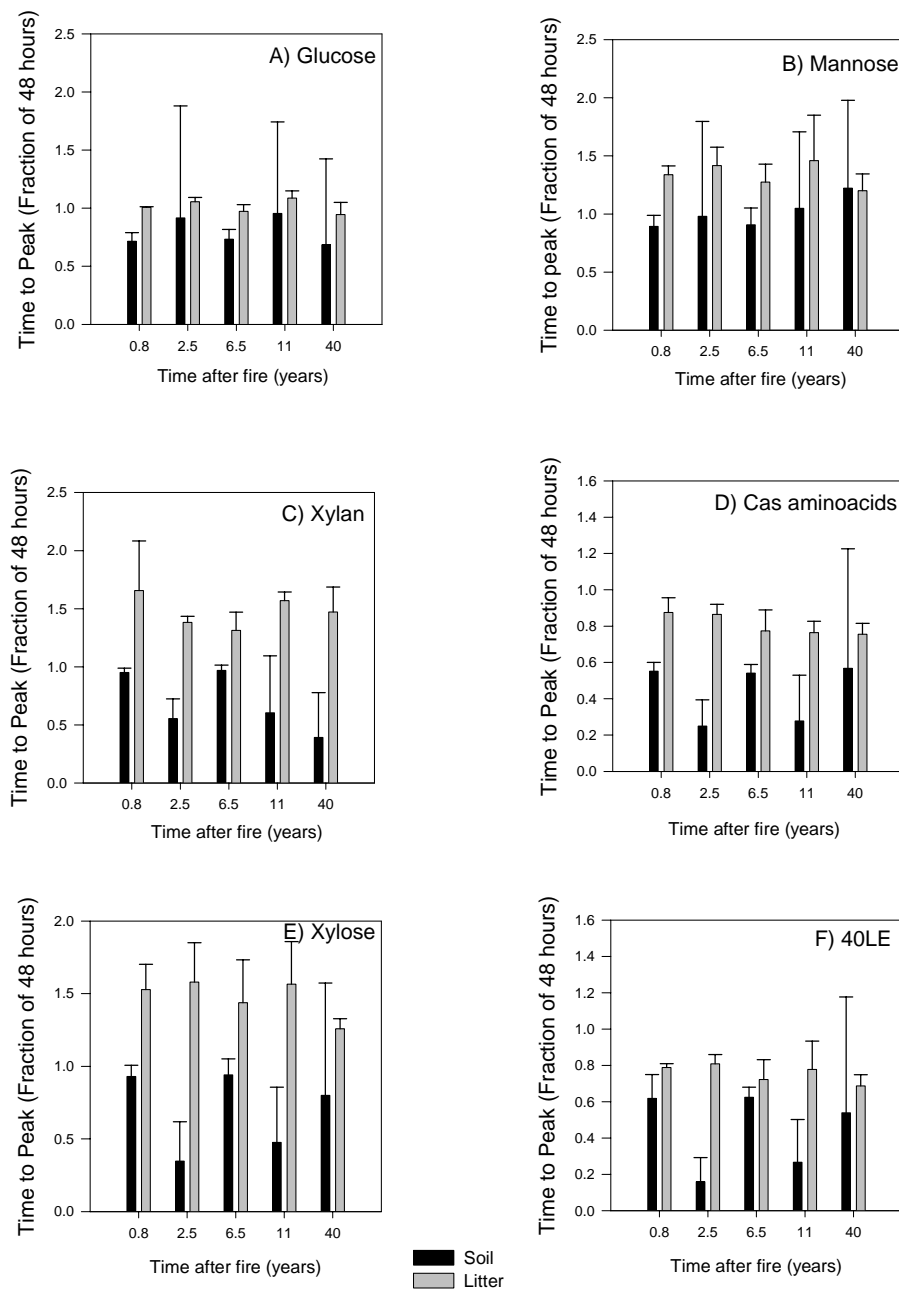 A) Glucose
Time to Peak (Fraction of 48 hours)
2.5
2.0
1.5
1.0
0.5
0.0
0.8 2.5 6.5 11 40
Time after fire (years)
B) Mannose
Time to peak (Fraction of 48 hours)
2.5
2.0
1.5
1.0
0.5
0.0
0.8 2.5 6.5 11 40
Time after fire (years)
C) Xylan
Time to Peak (Fraction of 48 hours)
2.5
2.0
1.5
1.0
0.5
0.0
0.8 2.5 6.5 11 40
Time after fire (years)
D) Cas aminoacids
Time to Peak (Fraction of 48 hours)
1.6
1.4
1.2
1.0
0.8
0.6
0.4
0.2
0.0
0.8 2.5 6.5 11 40
Time after fire (years)
E) Xylose
Time to Peak (Fraction of 48 hours)
2.0
1.5
1.0
0.5
0.0
0.8 2.5 6.5 11 40
Time after fire (years)
F) 40LE
Time to Peak (Fraction of 48 hours)
1.6
1.4
1.2
1.0
0.8
0.6
0.4
0.2
0.0
0.8 2.5 6.5 11 40
Time after fire (years)
Soil
Litter